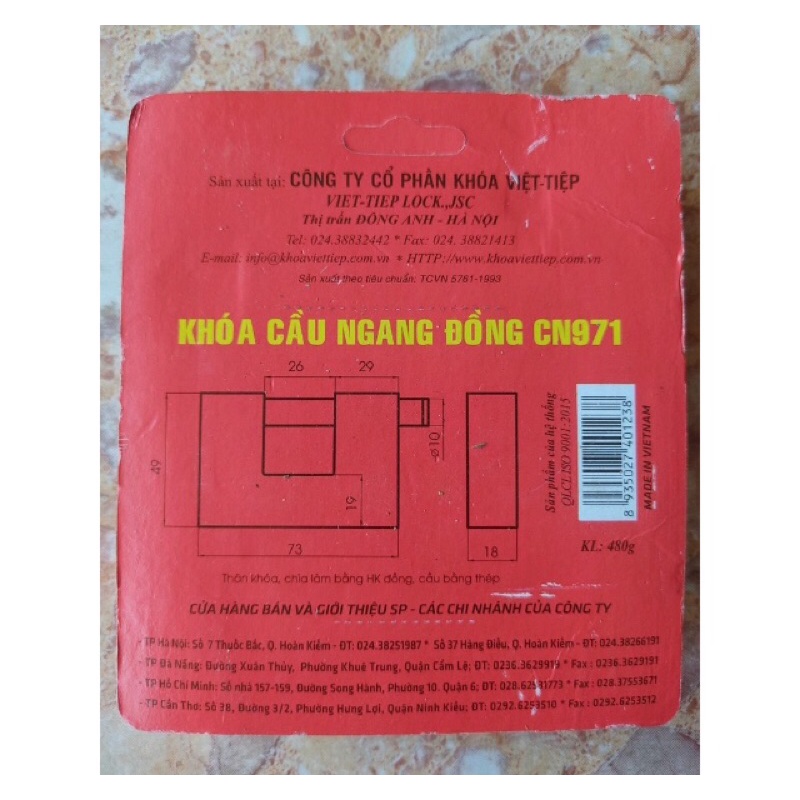 Sản xuất tại: CÔNG TY CỔ PHẦN KHÓA VIỆT-TIỆP
VIET-TIEP LOCK.,JSC
Thị trấn ĐÔNG ANH - HÀ NỘI
Tel: 024.38832442 * Fax: 024. 38821413
E-mail: info@khoaviettiep.com.vn * HTTP://www.khoaviettiep.com.vn
Sản xuất theo tiêu chuẩn: TCVN 5761-1993
KHÓA CẦU NGANG ĐỒNG CN971
26 29
49
Ø10
19
73
18
Sản phẩm của hệ thống
QLCL ISO 9001:2015
8 935027 401238
MADE IN VIETNAM
KL: 480g
Thân khóa, chìa làm bằng HK đồng, cầu bằng thép
CỬA HÀNG BÁN VÀ GIỚI THIỆU SP - CÁC CHI NHÁNH CỦA CÔNG TY
- TP Hà Nội: Số 7 Thuốc Bắc, Q. Hoàn Kiếm - ĐT: 024.38251987 * Số 37 Hàng Điếu, Q. Hoàn Kiếm - ĐT: 024.38266191
- TP Đà Nẵng: Đường Xuân Thủy, Phường Khuê Trung, Quận Cẩm Lệ; ĐT: 0236.3629919 * Fax : 0236.3629191
- TP Hồ Chí Minh: Số nhà 157-159, Đường Song Hành, Phường 10. Quận 6; ĐT: 028.62931773 * Fax : 028.37553671
- TP Cần Thơ: Số 38, Đường 3/2, Phường Hưng Lợi, Quận Ninh Kiều; ĐT: 0292.6293510 * Fax : 0292.6253512